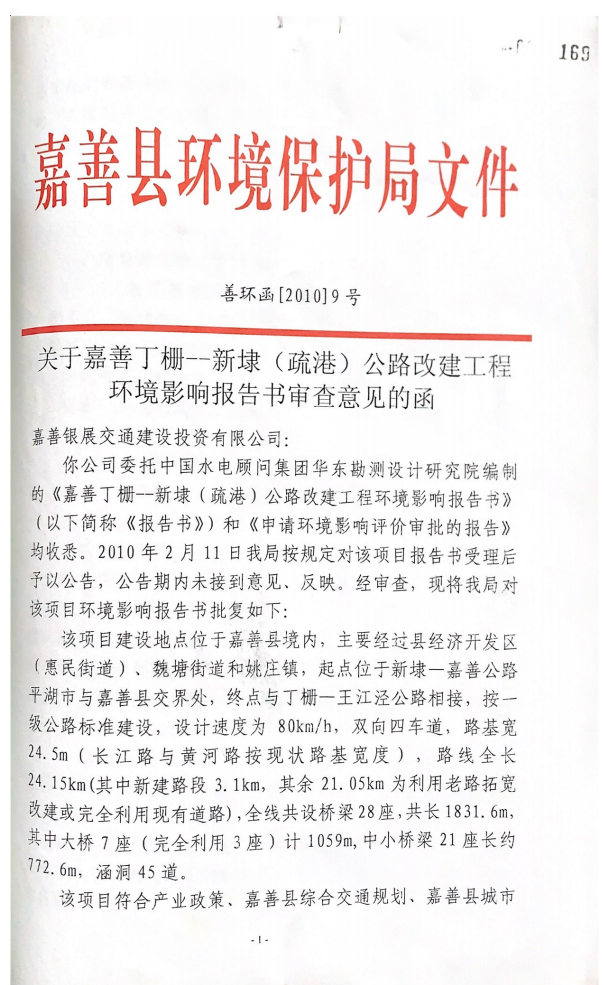 169
嘉善县环境保护局文件
善环函[2010]9号
关于嘉善丁栅--新埭（疏港）公路改建工程
环境影响报告书审查意见的函
嘉善银展交通建设投资有限公司：
你公司委托中国水电顾问集团华东勘测设计研究院编制
的《嘉善丁栅--新埭（疏港）公路改建工程环境影响报告书》
（以下简称《报告书》）和《申请环境影响评价审批的报告》
均收悉。2010年2月11日我局按规定对该项目报告书受理后
予以公告，公告期内未接到意见、反映。经审查，现将我局对
该项目环境影响报告书批复如下：
该项目建设地点位于嘉善县境内，主要经过县经济开发区
（惠民街道）、魏塘街道和姚庄镇，起点位于新埭—嘉善公路
平湖市与嘉善县交界处，终点与丁栅—王江泾公路相接，按一
级公路标准建设，设计速度为 80km/h，双向四车道，路基宽
24.5m（长江路与黄河路按现状路基宽度），路线全长
24.15km(其中新建路段 3.1km，其余 21.05km 为利用老路拓宽
改建或完全利用现有道路),全线共设桥梁28座,共长1831.6m,
其中大桥7座（完全利用3座）计1059m,中小桥梁21座长约
772.6m，涵洞45道。
该项目符合产业政策、嘉善县综合交通规划、嘉善县城市
-1-